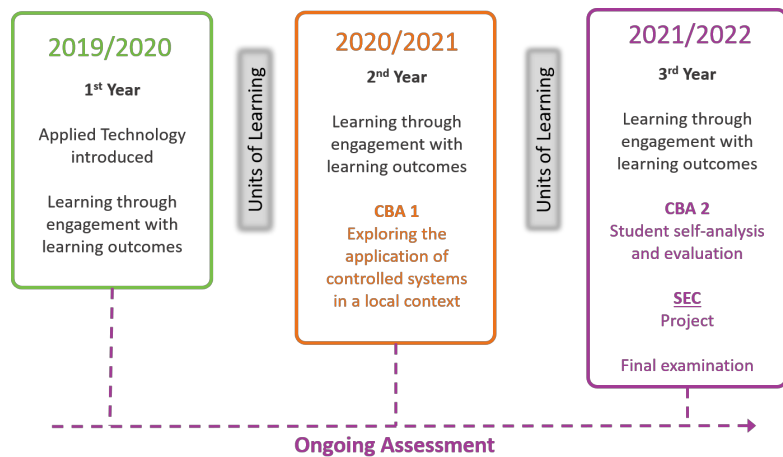 2019/2020
1st Year
Applied Technology
introduced
Learning through
engagement with
learning outcomes
Units of Learning
2020/2021
2nd Year
Learning through
engagement with
learning outcomes
CBA 1
Exploring the
application of
controlled systems
in a local context
Units of Learning
2021/2022
3rd Year
Learning through
engagement with
learning outcomes
CBA 2
Student self-analysis
and evaluation
SEC
Project
Final examination
Ongoing Assessment